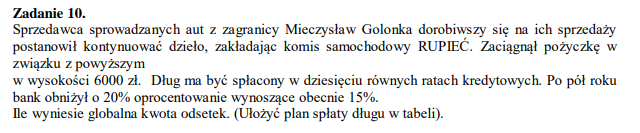 Zadanie 10.
Sprzedawca sprowadzanych aut z zagranicy Mieczysław Golonka dorobiwszy się na ich sprzedaży
postanowił kontynuować dzieło, zakładając komis samochodowy RUPIEĆ. Zaciągnął pożyczkę w
związku z powyższym
w wysokości 6000 zł. Dług ma być spłacony w dziesięciu równych ratach kredytowych. Po pół roku
bank obniżył o 20% oprocentowanie wynoszące obecnie 15%.
Ile wyniesie globalna kwota odsetek. (Ułożyć plan spłaty długu w tabeli).